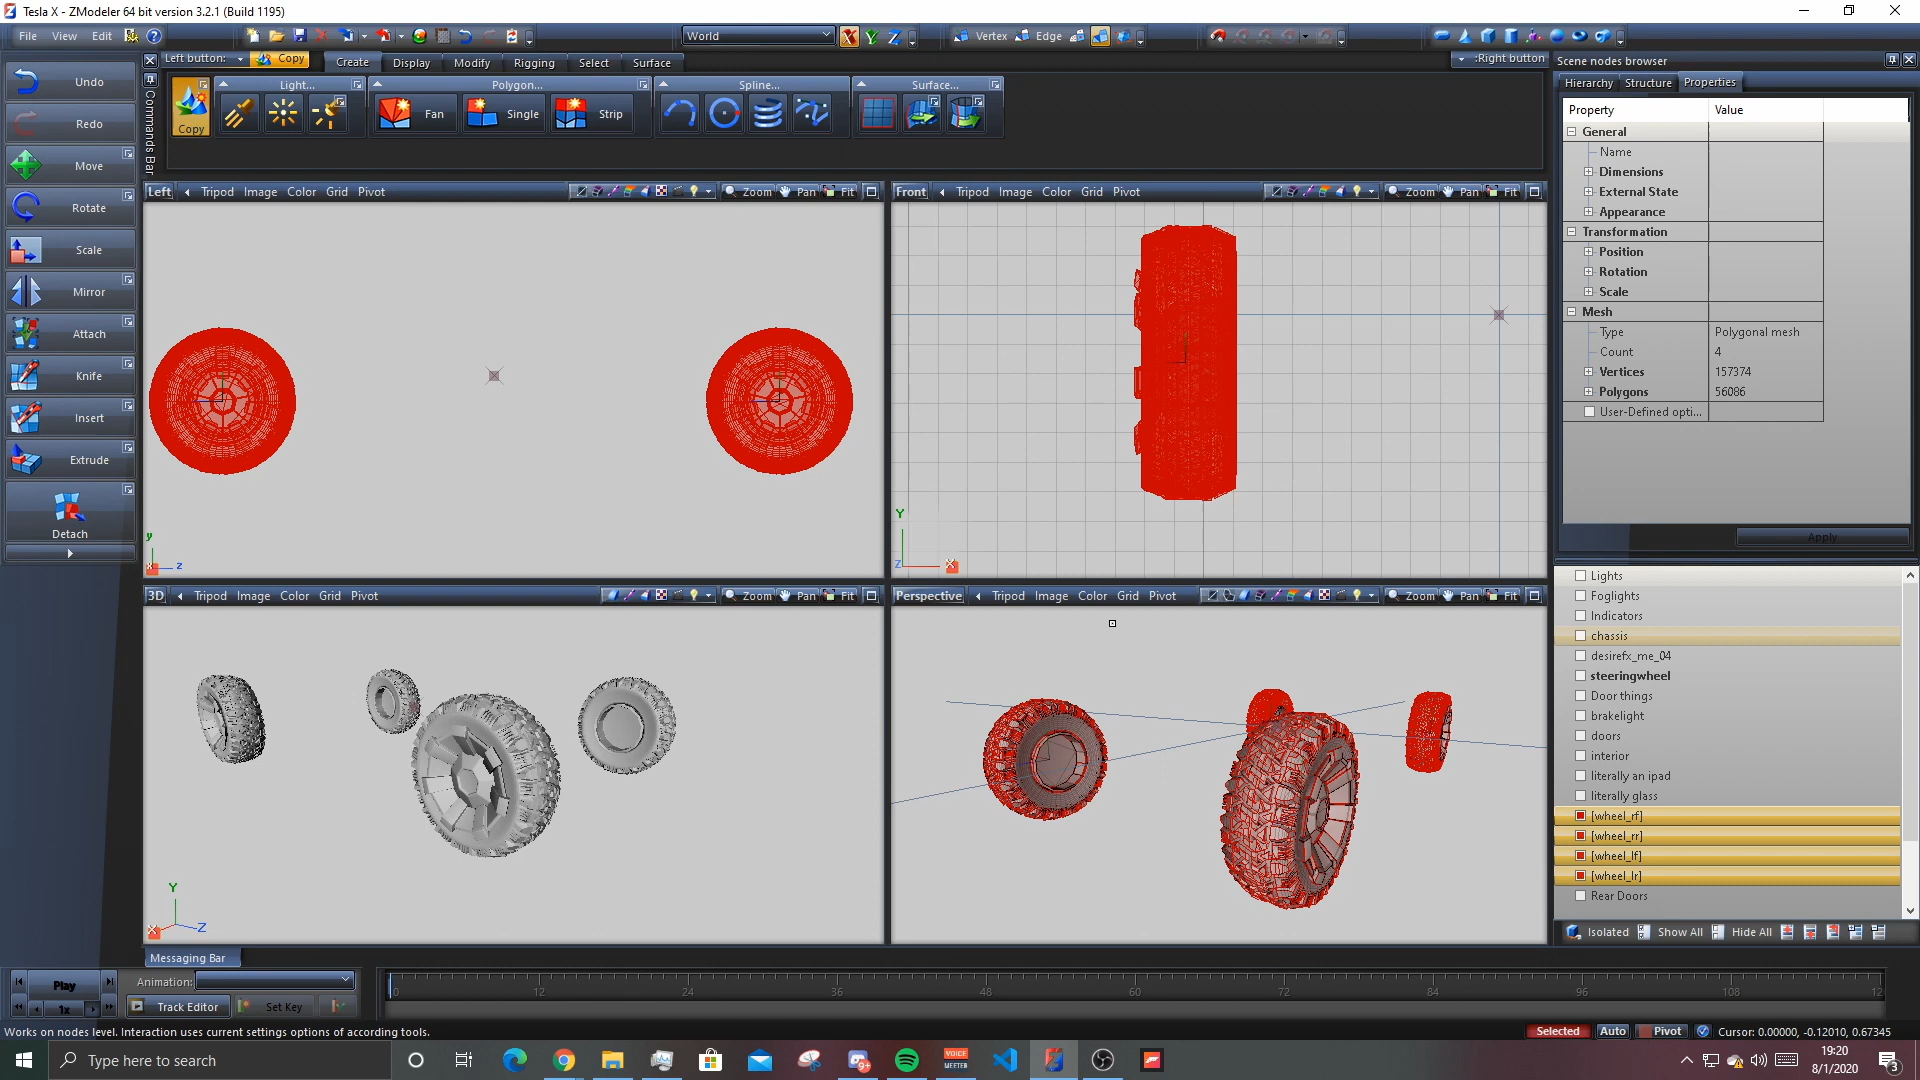 Tesla X - ZModeler 64 bit version 3.2.1 (Build 1195)
File View Edit
World
X Y Z
Vertex Edge
Left button: Copy
Create Display Modify Rigging Select Surface
:Right button
Scene nodes browser
Hierarchy Structure Properties
Commands Bar
Copy
Light...
Polygon...
Fan Single Strip
Spline...
Surface...
Undo
Redo
Move
Rotate
Scale
Mirror
Attach
Knife
Insert
Extrude
Detach
Left Tripod Image Color Grid Pivot Zoom Pan Fit
Front Tripod Image Color Grid Pivot Zoom Pan Fit
y
z
Y
Z
X
3D Tripod Image Color Grid Pivot Zoom Pan Fit
Perspective Tripod Image Color Grid Pivot Zoom Pan Fit
Y
Z
X
Property Value
General
Name
Dimensions
External State
Appearance
Transformation
Position
Rotation
Scale
Mesh
Type Polygonal mesh
Count 4
Vertices 157374
Polygons 56086
User-Defined opti...
Apply
Lights
Foglights
Indicators
chassis
desirefx_me_04
steeringwheel
Door things
brakelight
doors
interior
literally an ipad
literally glass
[wheel_rf]
[wheel_rr]
[wheel_lf]
[wheel_lr]
Rear Doors
Isolated Show All Hide All
Messaging Bar
Play
1x
Animation:
Track Editor Set Key
0 12 24 36 48 60 72 84 96 108 12
Works on nodes level. Interaction uses current settings options of according tools.
Selected Auto Pivot Cursor: 0.00000, -0.12010, 0.67345
Type here to search
9+
VOICE
MEETER
19:20
8/1/2020
3